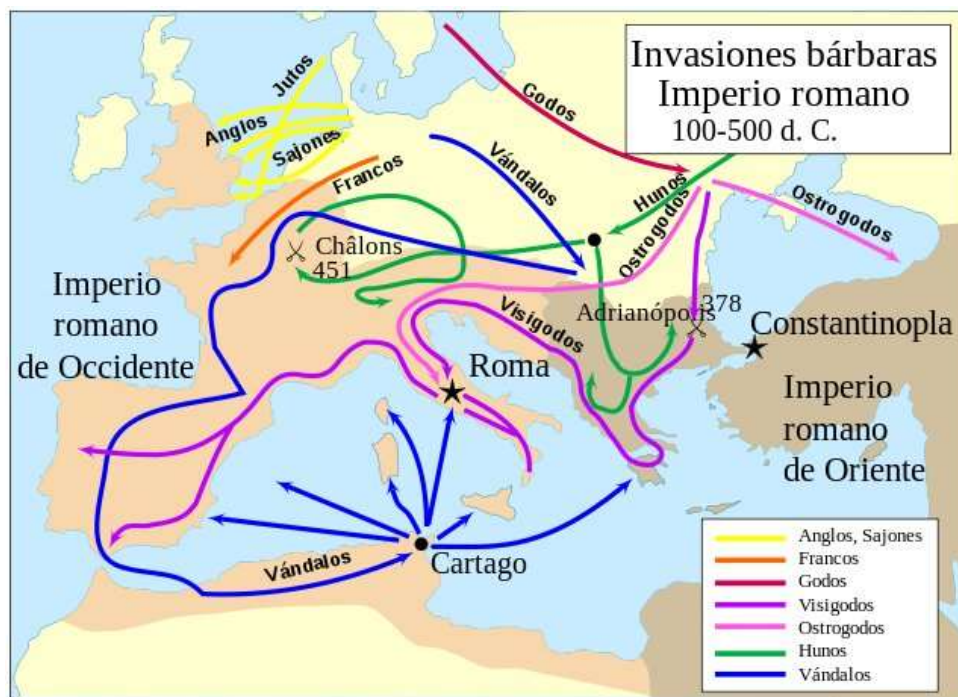 Invasiones bárbaras
Imperio romano
100-500 d. C.
Jutos
Anglos
Sajones
Godos
Francos
Vándalos
Hunos
Ostrogodos
Ostrogodos
Châlons
451
Imperio
romano
de Occidente
Visigodos
Adrianópolis
378
Constantinopla
Roma
Imperio
romano
de Oriente
Vándalos
Cartago
Anglos, Sajones
Francos
Godos
Visigodos
Ostrogodos
Hunos
Vándalos